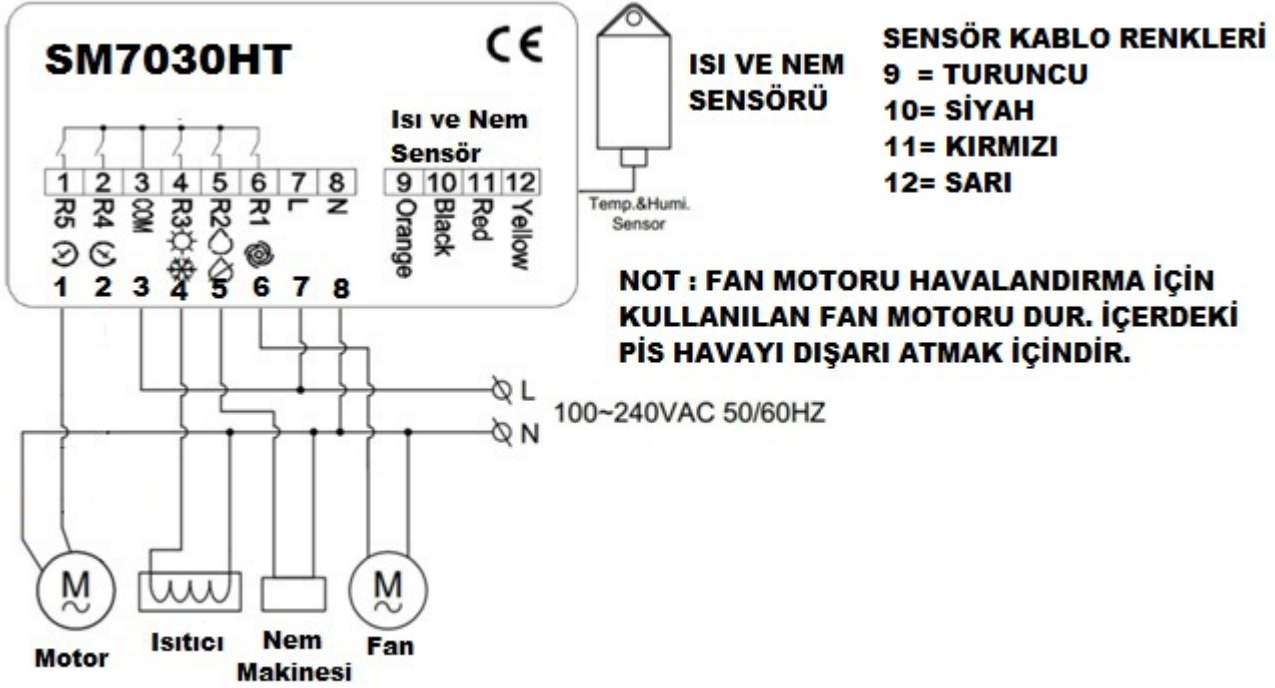 SM7030HT
CE
Isı ve Nem
Sensör
1 2 3 4 5 6 7 8
9 10 11 12
R5 R4 COM R3 R2 R1 L N
Orange Black Red Yellow
1 2 3 4 5 6 7 8
ISI VE NEM
SENSÖRÜ
Temp.&Humi.
Sensor
SENSÖR KABLO RENKLERİ
9 = TURUNCU
10= SİYAH
11= KIRMIZI
12= SARI
NOT : FAN MOTORU HAVALANDIRMA İÇİN
KULLANILAN FAN MOTORU DUR. İÇERDEKİ
PİS HAVAYI DIŞARI ATMAK İÇİNDİR.
L
100~240VAC 50/60HZ
N
M
~
M
~
Motor
Isıtıcı
Nem
Makinesi
Fan